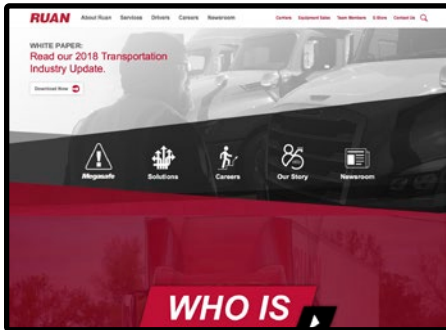 RUAN
About Ruan Services Drivers Careers Newsroom
Carriers Equipment Sales Team Members E-Store Contact Us
WHITE PAPER:
Read our 2018 Transportation
Industry Update.
Download Now
Megasafe Solutions Careers Our Story Newsroom
WHO IS